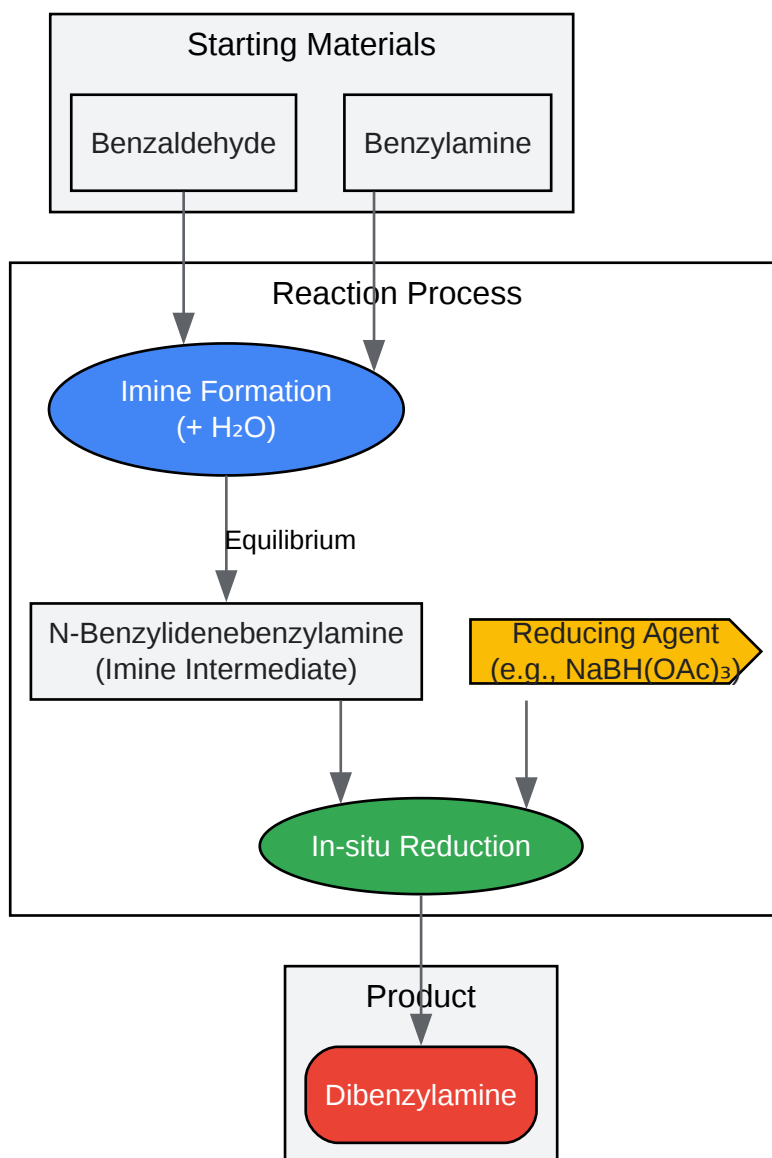 Starting Materials
Benzaldehyde
Benzylamine
Reaction Process
Imine Formation
(+ H₂O)
Equilibrium
N-Benzylidenebenzylamine
(Imine Intermediate)
Reducing Agent
(e.g., NaBH(OAc)₃)
In-situ Reduction
Product
Dibenzylamine